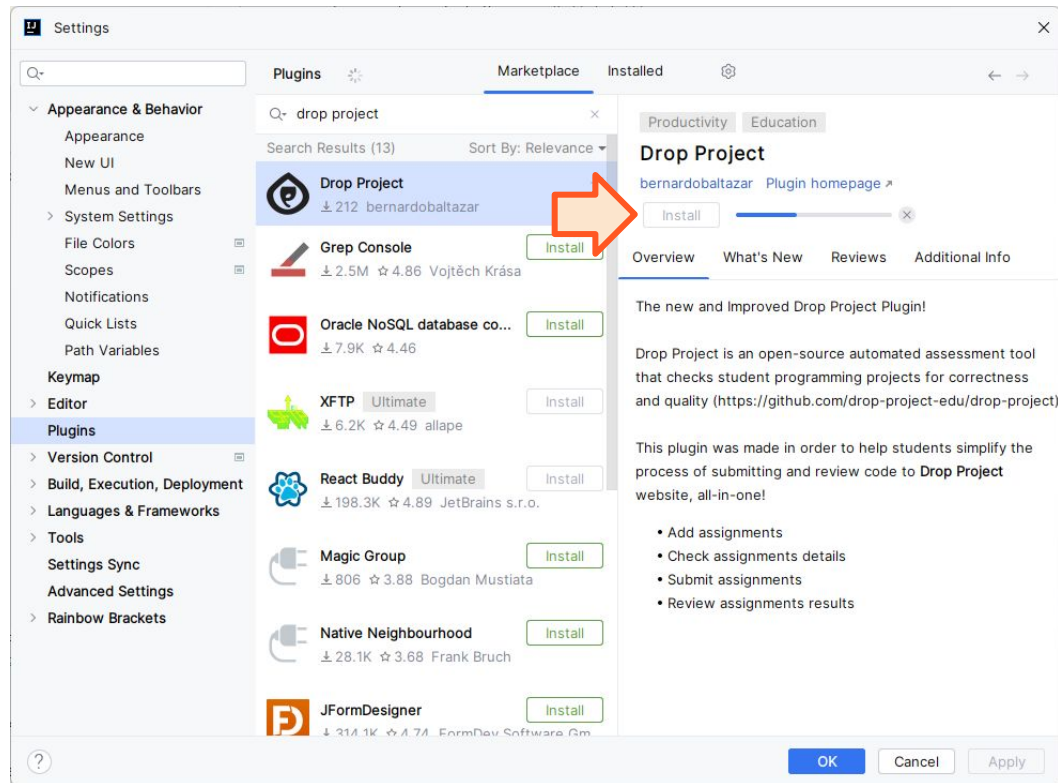 Settings
Plugins
Marketplace
Installed
Appearance & Behavior
Appearance
New UI
Menus and Toolbars
System Settings
File Colors
Scopes
Notifications
Quick Lists
Path Variables
Keymap
Editor
Plugins
Version Control
Build, Execution, Deployment
Languages & Frameworks
Tools
Settings Sync
Advanced Settings
Rainbow Brackets
drop project
Search Results (13) Sort By: Relevance
Drop Project
212 bernardobaltazar
Grep Console Install
2.5M 4.86 Vojtěch Krása
Oracle NoSQL database co... Install
7.9K 4.46
XFTP Ultimate Install
6.2K 4.49 allape
React Buddy Ultimate Install
198.3K 4.89 JetBrains s.r.o.
Magic Group Install
806 3.88 Bogdan Mustiata
Native Neighbourhood Install
28.1K 3.68 Frank Bruch
JFormDesigner Install
314.1K 4.74 FormDev Software Gm
Productivity Education
Drop Project
bernardobaltazar Plugin homepage
Install
Overview What's New Reviews Additional Info
The new and Improved Drop Project Plugin!
Drop Project is an open-source automated assessment tool
that checks student programming projects for correctness
and quality (https://github.com/drop-project-edu/drop-project)
This plugin was made in order to help students simplify the
process of submitting and review code to Drop Project
website, all-in-one!
• Add assignments
• Check assignments details
• Submit assignments
• Review assignments results
?
OK Cancel Apply